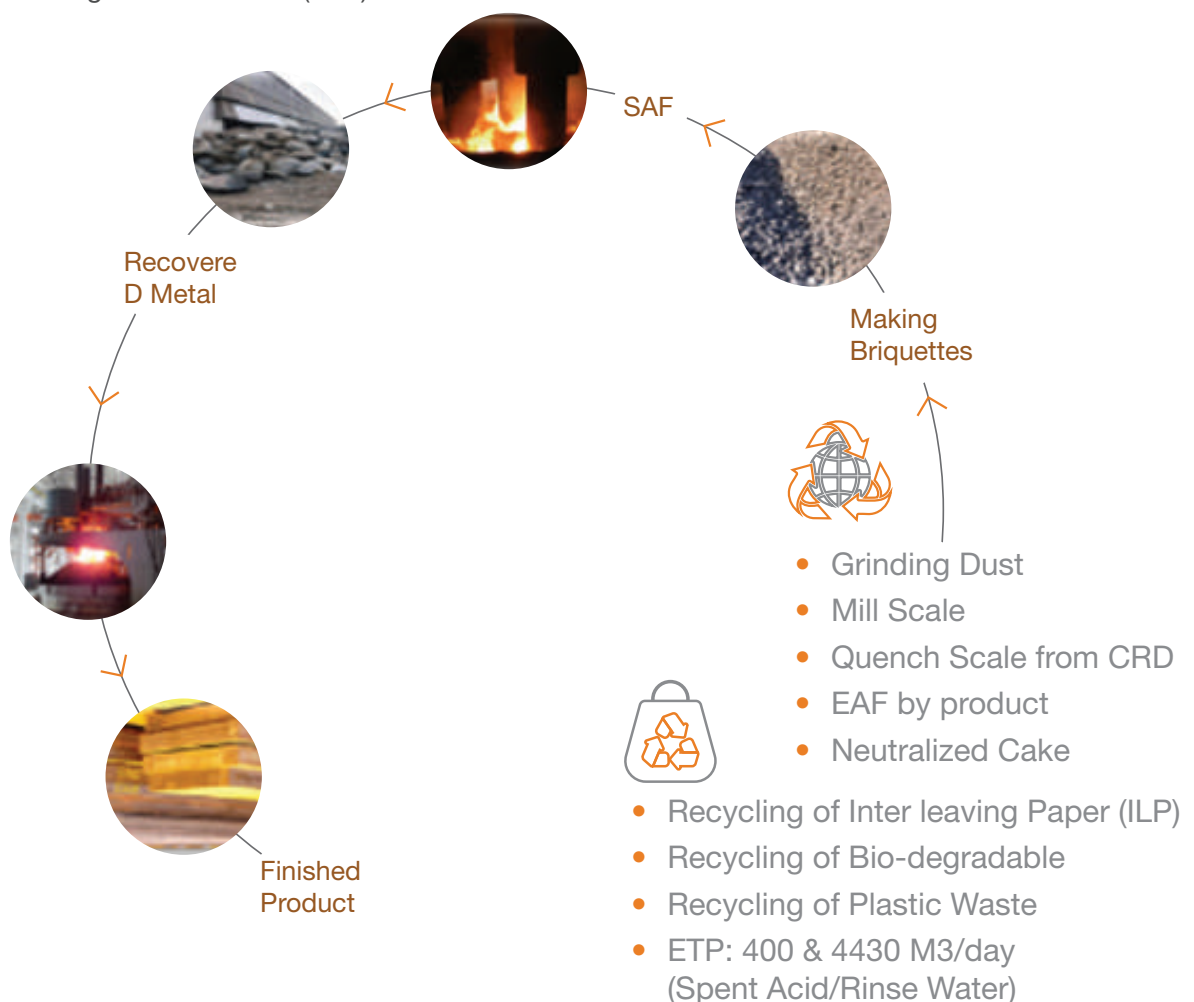 SAF
Recovere
D Metal
Making
Briquettes
• Grinding Dust
• Mill Scale
• Quench Scale from CRD
• EAF by product
• Neutralized Cake
• Recycling of Inter leaving Paper (ILP)
• Recycling of Bio-degradable
• Recycling of Plastic Waste
• ETP: 400 & 4430 M3/day
(Spent Acid/Rinse Water)
Finished
Product